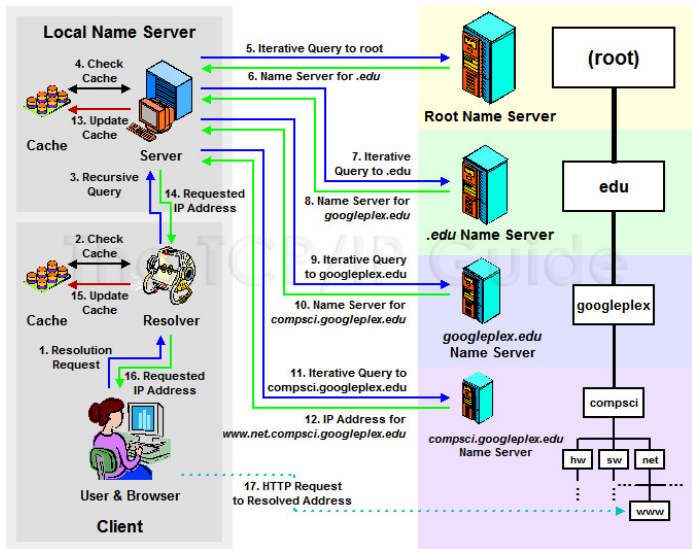 Local Name Server
4. Check
Cache
13. Update
Cache
Cache
Server
3. Recursive
Query
14. Requested
IP Address
2. Check
Cache
15. Update
Cache
Cache
Resolver
1. Resolution
Request
16. Requested
IP Address
User & Browser
Client
5. Iterative Query to root
6. Name Server for .edu
7. Iterative
Query to .edu
8. Name Server for
googleplex.edu
9. Iterative Query
to googleplex.edu
10. Name Server for
compsci.googleplex.edu
11. Iterative Query to
compsci.googleplex.edu
12. IP Address for
www.net.compsci.googleplex.edu
17. HTTP Request
to Resolved Address
Root Name Server
.edu Name Server
googleplex.edu
Name Server
compsci.googleplex.edu
Name Server
(root)
edu
googleplex
compsci
hw sw net
www
The TCP/IP Guide